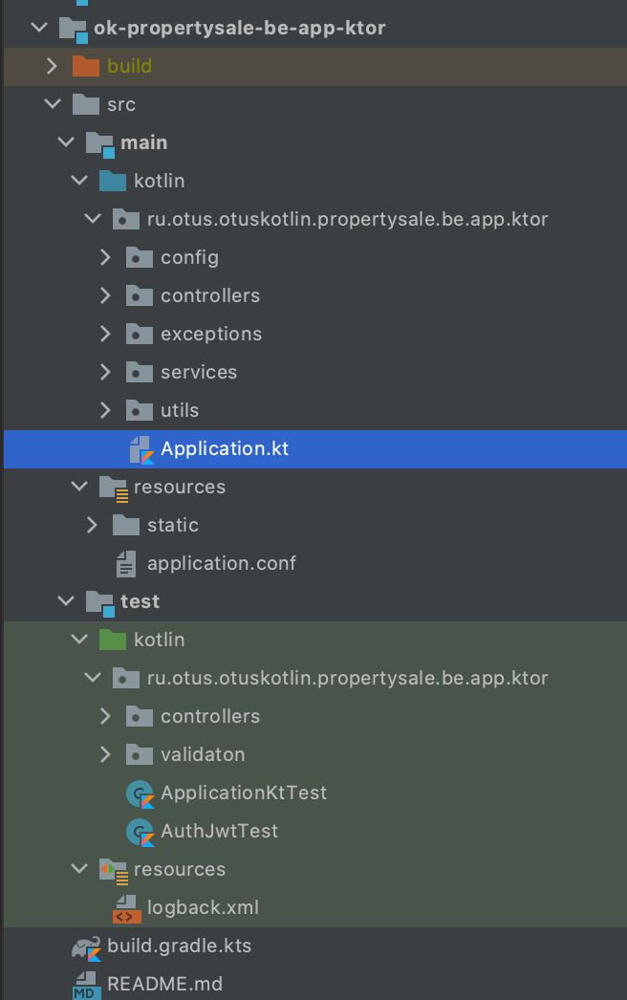 ok-propertysale-be-app-ktor
build
src
main
kotlin
ru.otus.otuskotlin.propertysale.be.app.ktor
config
controllers
exceptions
services
utils
Application.kt
resources
static
application.conf
test
kotlin
ru.otus.otuskotlin.propertysale.be.app.ktor
controllers
validaton
ApplicationKtTest
AuthJwtTest
resources
logback.xml
build.gradle.kts
README.md